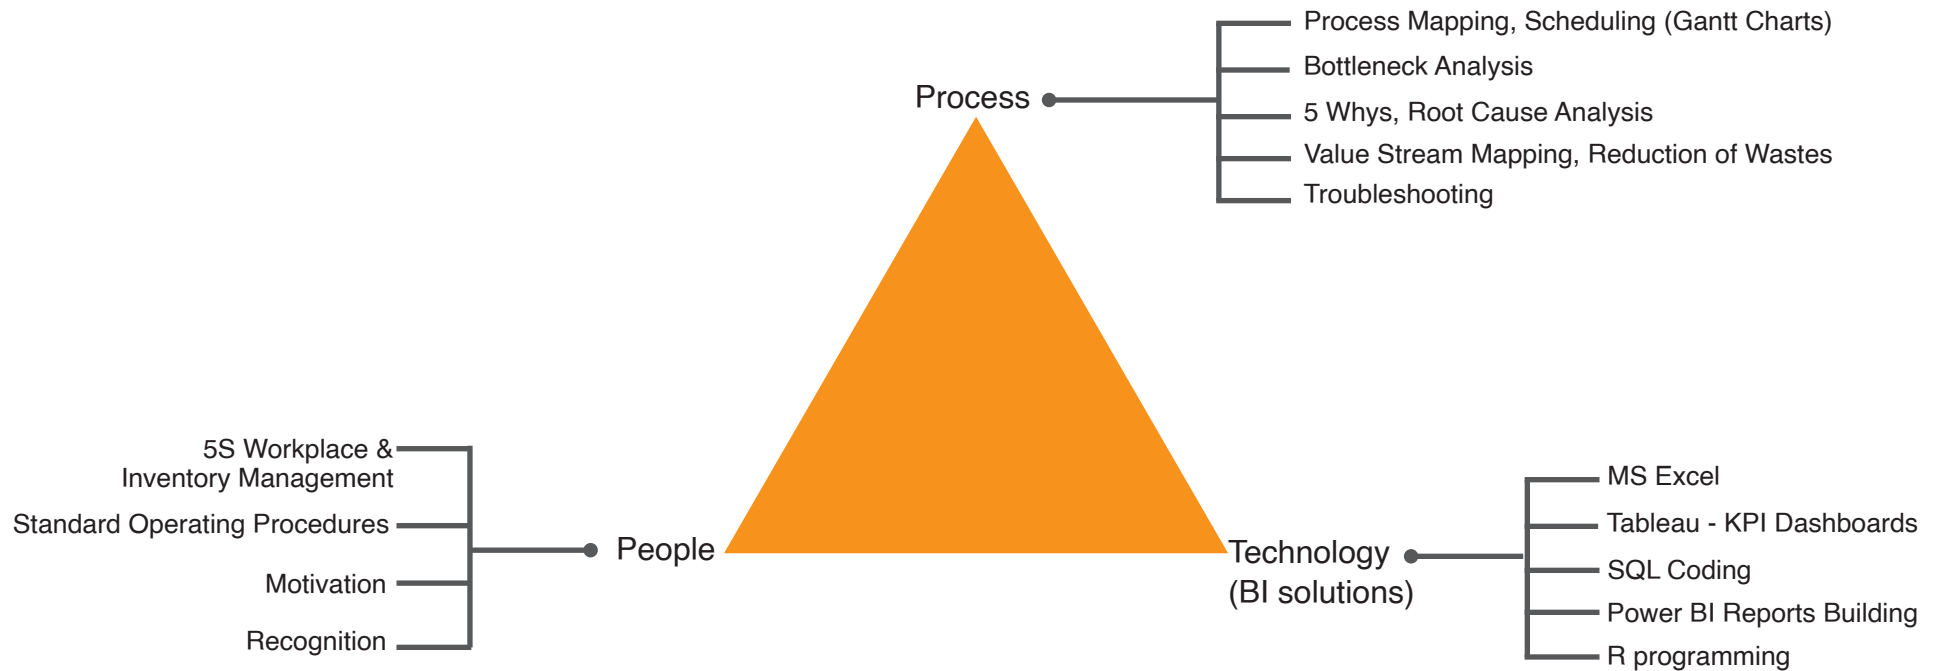 Process
Process Mapping, Scheduling (Gantt Charts)
Bottleneck Analysis
5 Whys, Root Cause Analysis
Value Stream Mapping, Reduction of Wastes
Troubleshooting
People
5S Workplace &
Inventory Management
Standard Operating Procedures
Motivation
Recognition
Technology
(BI solutions)
MS Excel
Tableau - KPI Dashboards
SQL Coding
Power BI Reports Building
R programming